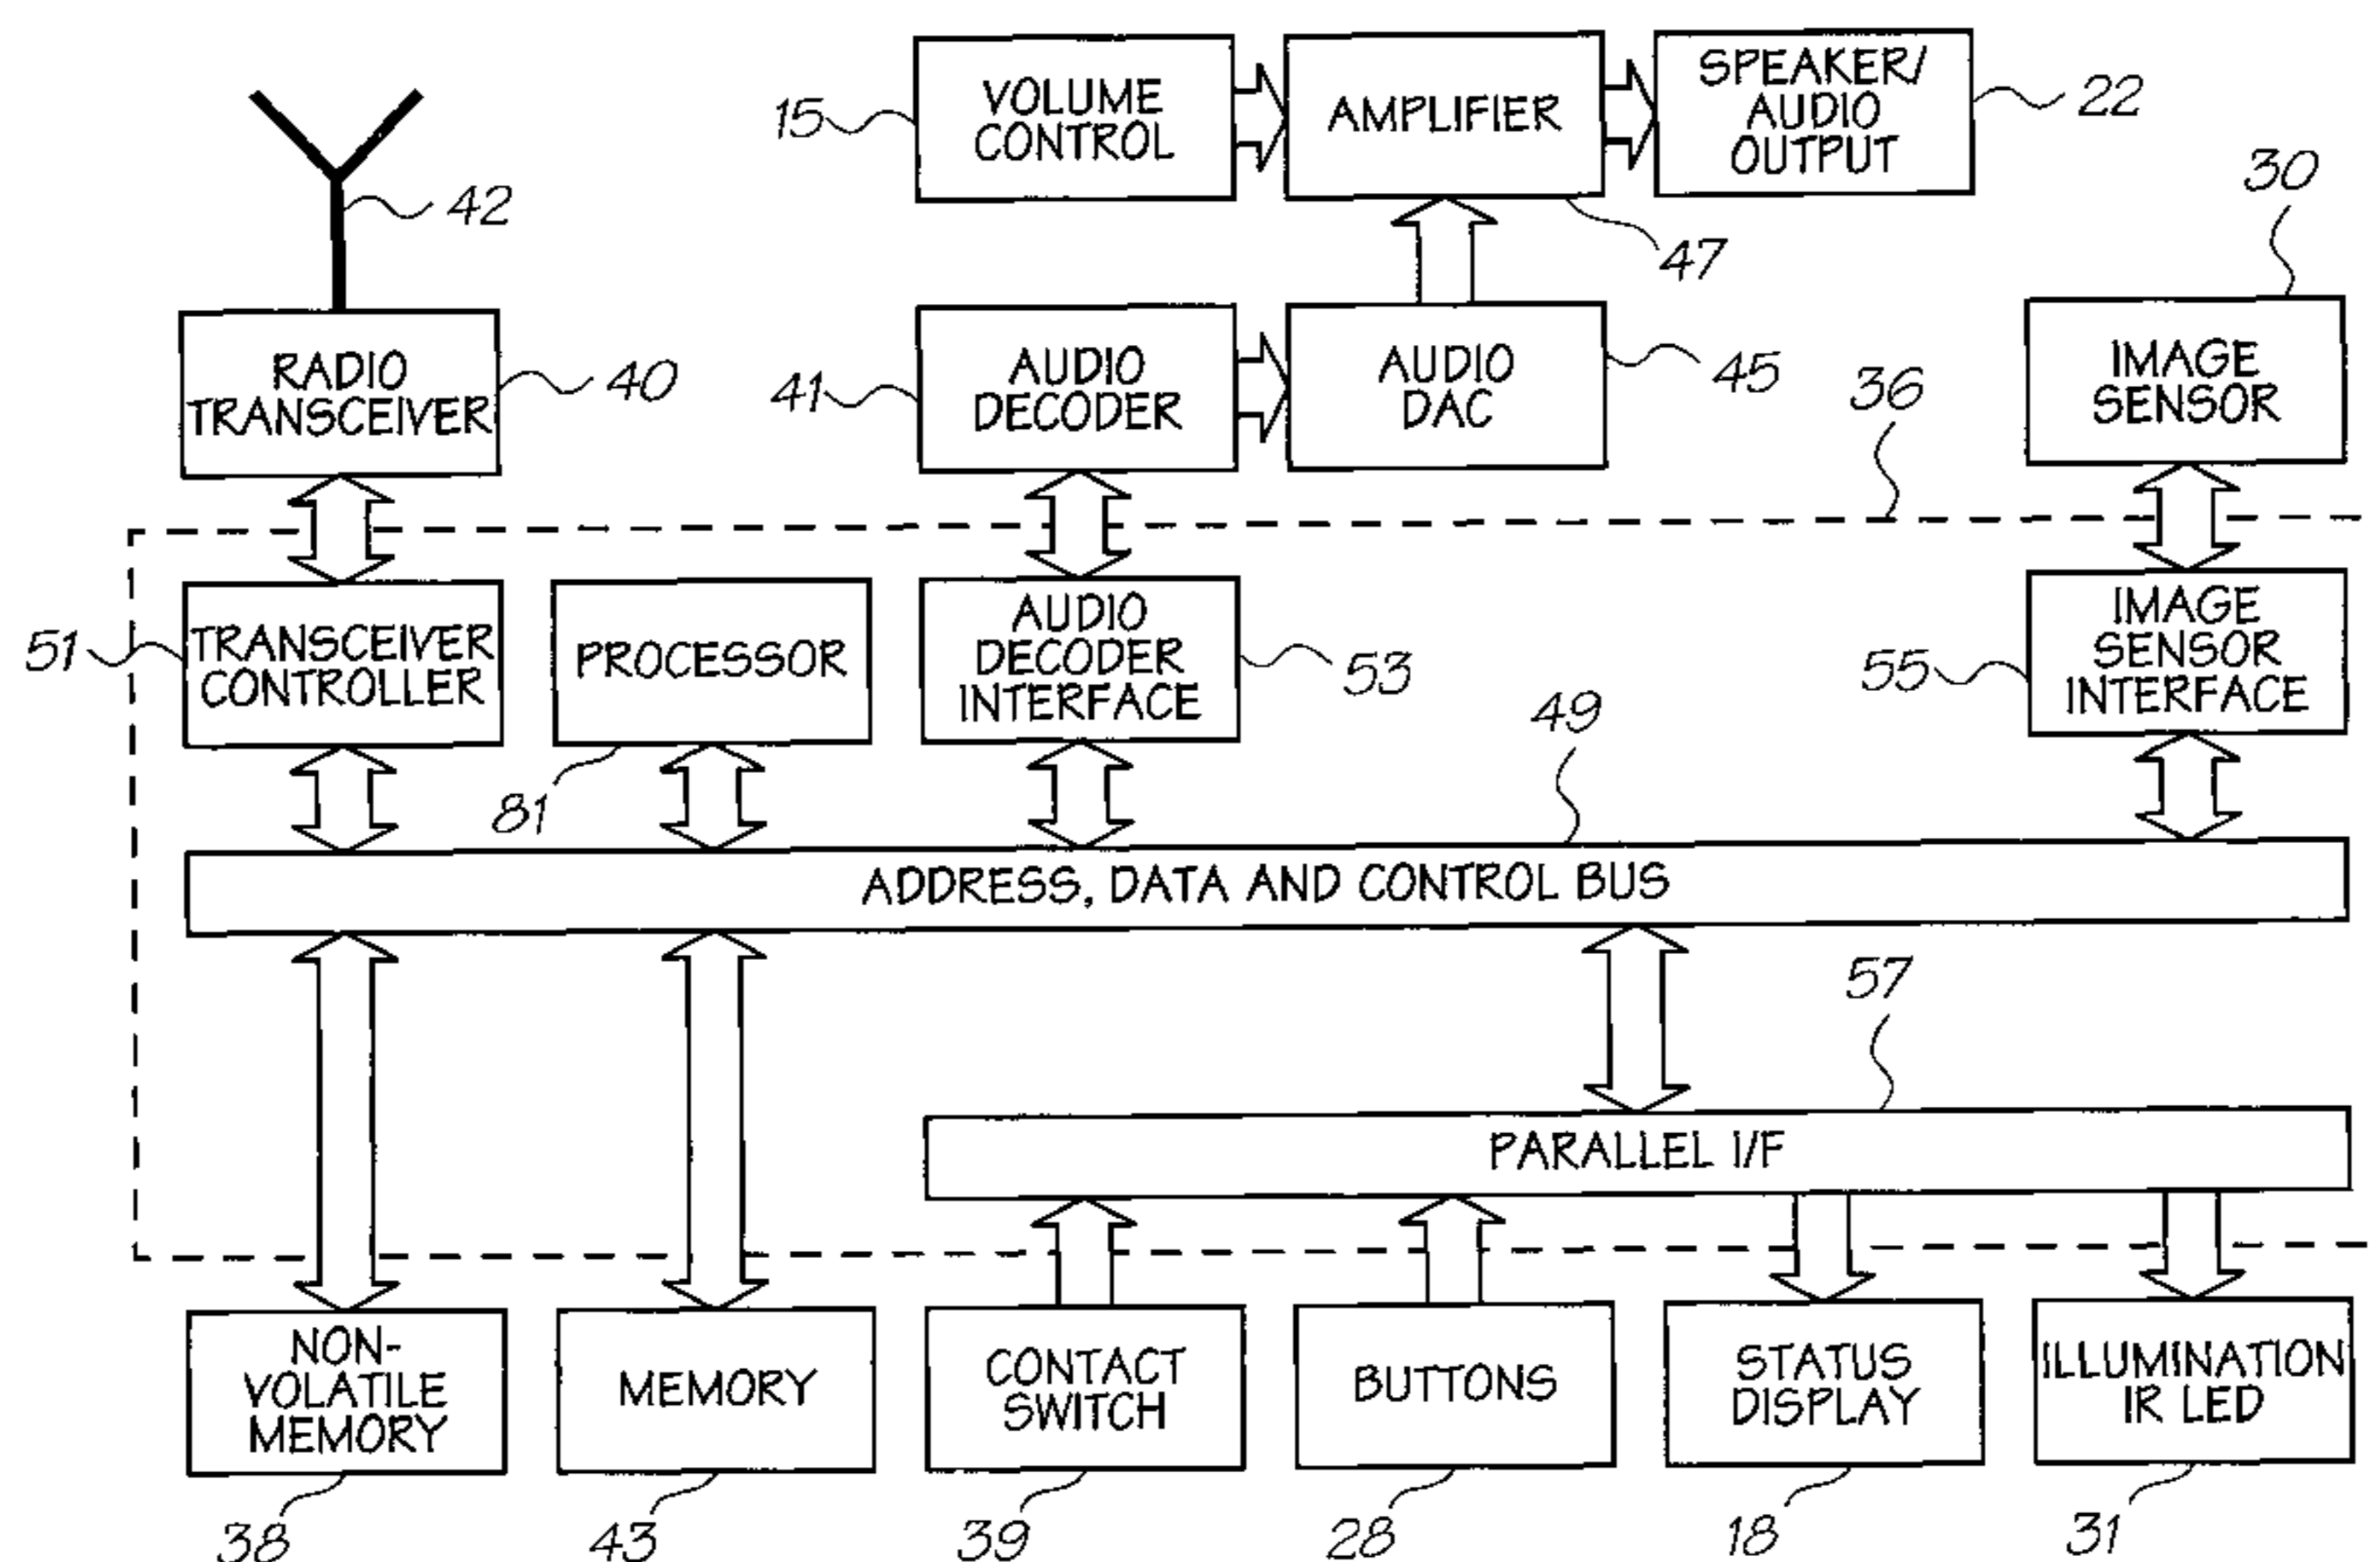 VOLUME
CONTROL
15
AMPLIFIER
47
SPEAKER/
AUDIO
OUTPUT
22
42
30
RADIO
TRANSCEIVER
40
AUDIO
DECODER
41
AUDIO
DAC
45
36
IMAGE
SENSOR
51
TRANSCEIVER
CONTROLLER
PROCESSOR
81
AUDIO
DECODER
INTERFACE
53
49
55
IMAGE
SENSOR
INTERFACE
ADDRESS, DATA AND CONTROL BUS
57
PARALLEL I/F
NON-
VOLATILE
MEMORY
38
MEMORY
43
CONTACT
SWITCH
39
BUTTONS
28
STATUS
DISPLAY
18
ILLUMINATION
IR LED
31